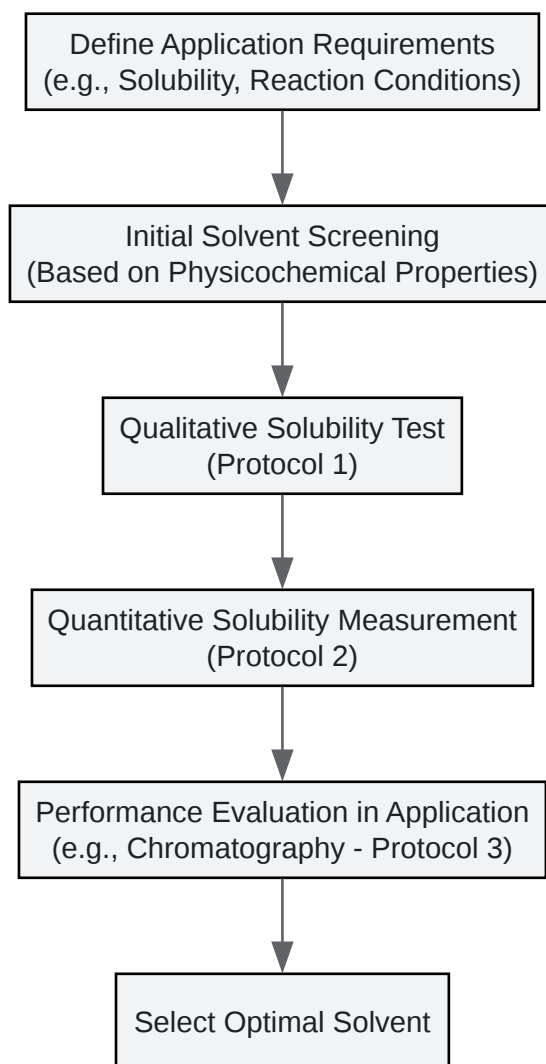 Define Application Requirements
(e.g., Solubility, Reaction Conditions)
Initial Solvent Screening
(Based on Physicochemical Properties)
Qualitative Solubility Test
(Protocol 1)
Quantitative Solubility Measurement
(Protocol 2)
Performance Evaluation in Application
(e.g., Chromatography - Protocol 3)
Select Optimal Solvent